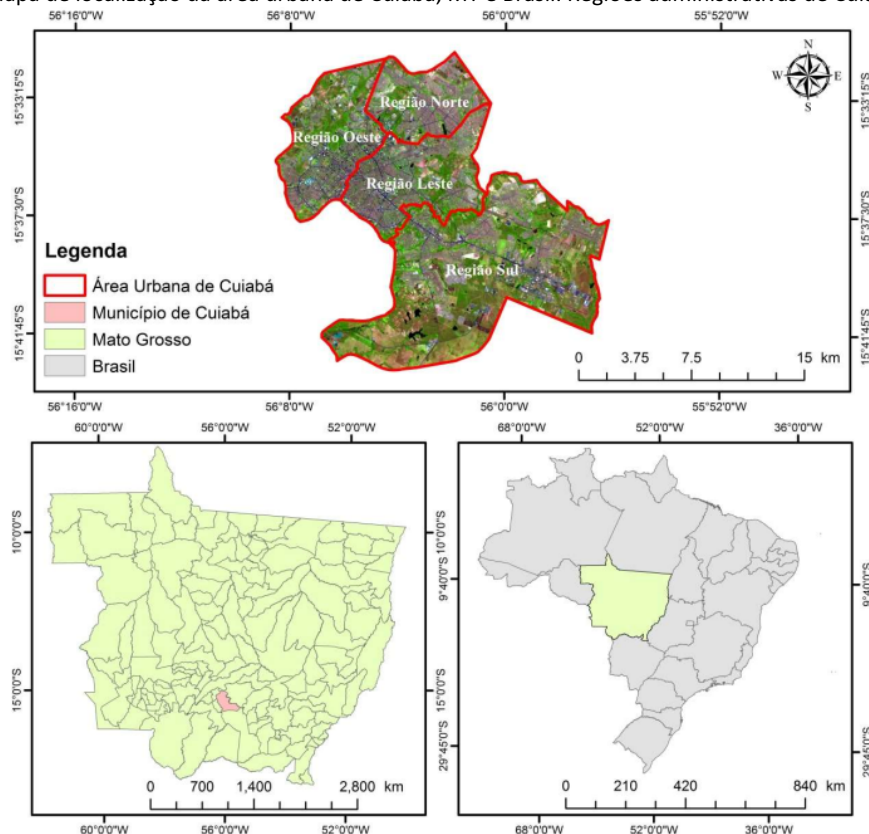 56°16'0"W 56°8'0"W 56°0'0"W 55°52'0"W
N
W E
S
15°33'15"S 15°33'15"S
Região Norte
Região Oeste
Região Leste
15°37'30"S 15°37'30"S
Região Sul
Legenda
Área Urbana de Cuiabá
Município de Cuiabá
Mato Grosso
Brasil
15°41'45"S 15°41'45"S
0 3.75 7.5 15 km
56°16'0"W 56°8'0"W 56°0'0"W 55°52'0"W
60°0'0"W 56°0'0"W 52°0'0"W
10°0'0"S 10°0'0"S
15°0'0"S 15°0'0"S
0 700 1,400 2,800 km
60°0'0"W 56°0'0"W 52°0'0"W
68°0'0"W 52°0'0"W 36°0'0"W
9°40'0"S 9°40'0"S
29°45'0"S 29°45'0"S
0 210 420 840 km
68°0'0"W 52°0'0"W 36°0'0"W